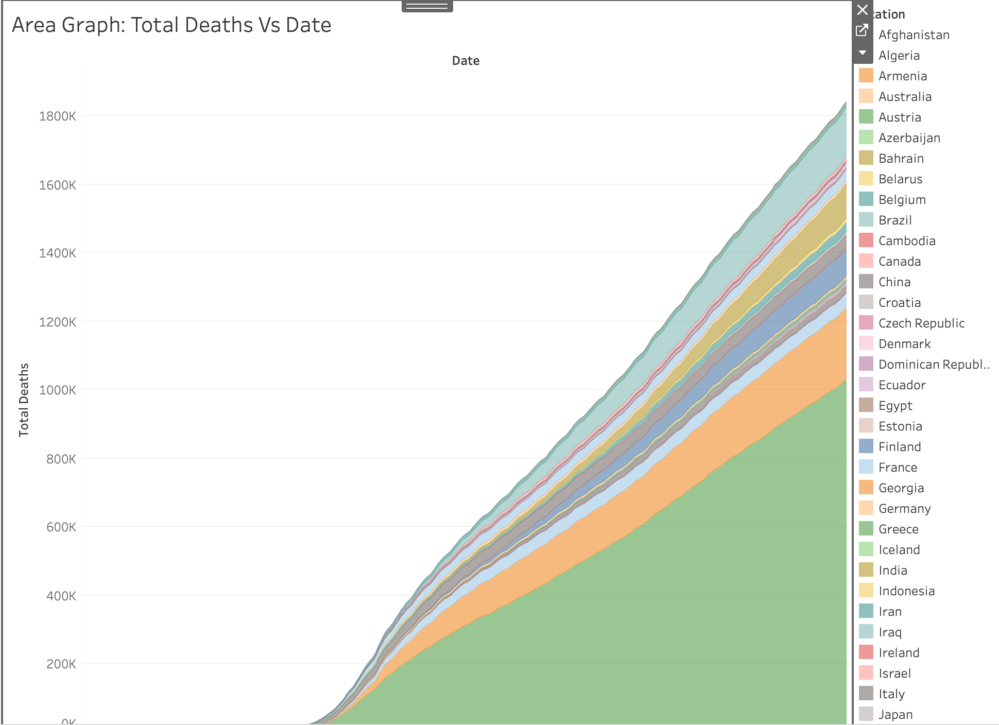 Area Graph: Total Deaths Vs Date
Date
1800K
1600K
1400K
1200K
1000K
800K
600K
400K
200K
0K
Total Deaths
cation
Afghanistan
Algeria
Armenia
Australia
Austria
Azerbaijan
Bahrain
Belarus
Belgium
Brazil
Cambodia
Canada
China
Croatia
Czech Republic
Denmark
Dominican Republ..
Ecuador
Egypt
Estonia
Finland
France
Georgia
Germany
Greece
Iceland
India
Indonesia
Iran
Iraq
Ireland
Israel
Italy
Japan